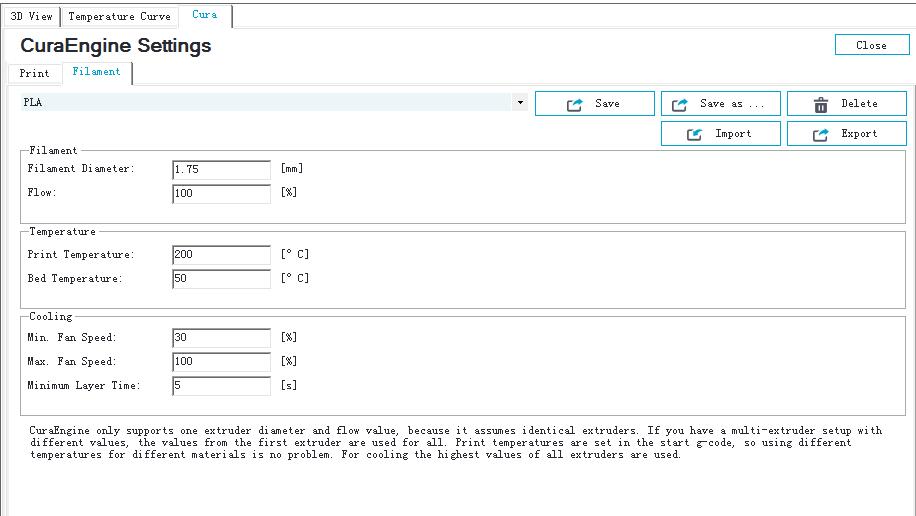 3D View Temperature Curve Cura
CuraEngine Settings
Close
Print Filament
PLA Save Save as ... Delete
Import Export
Filament
Filament Diameter: 1.75 [mm]
Flow: 100 [%]
Temperature
Print Temperature: 200 [° C]
Bed Temperature: 50 [° C]
Cooling
Min. Fan Speed: 30 [%]
Max. Fan Speed: 100 [%]
Minimum Layer Time: 5 [s]
CuraEngine only supports one extruder diameter and flow value, because it assumes identical extruders. If you have a multi-extruder setup with
different values, the values from the first extruder are used for all. Print temperatures are set in the start g-code, so using different
temperatures for different materials is no problem. For cooling the highest values of all extruders are used.